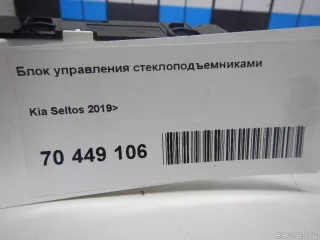 Блок управления стеклоподъемниками
Kia Seltos 2019>
70 449 106